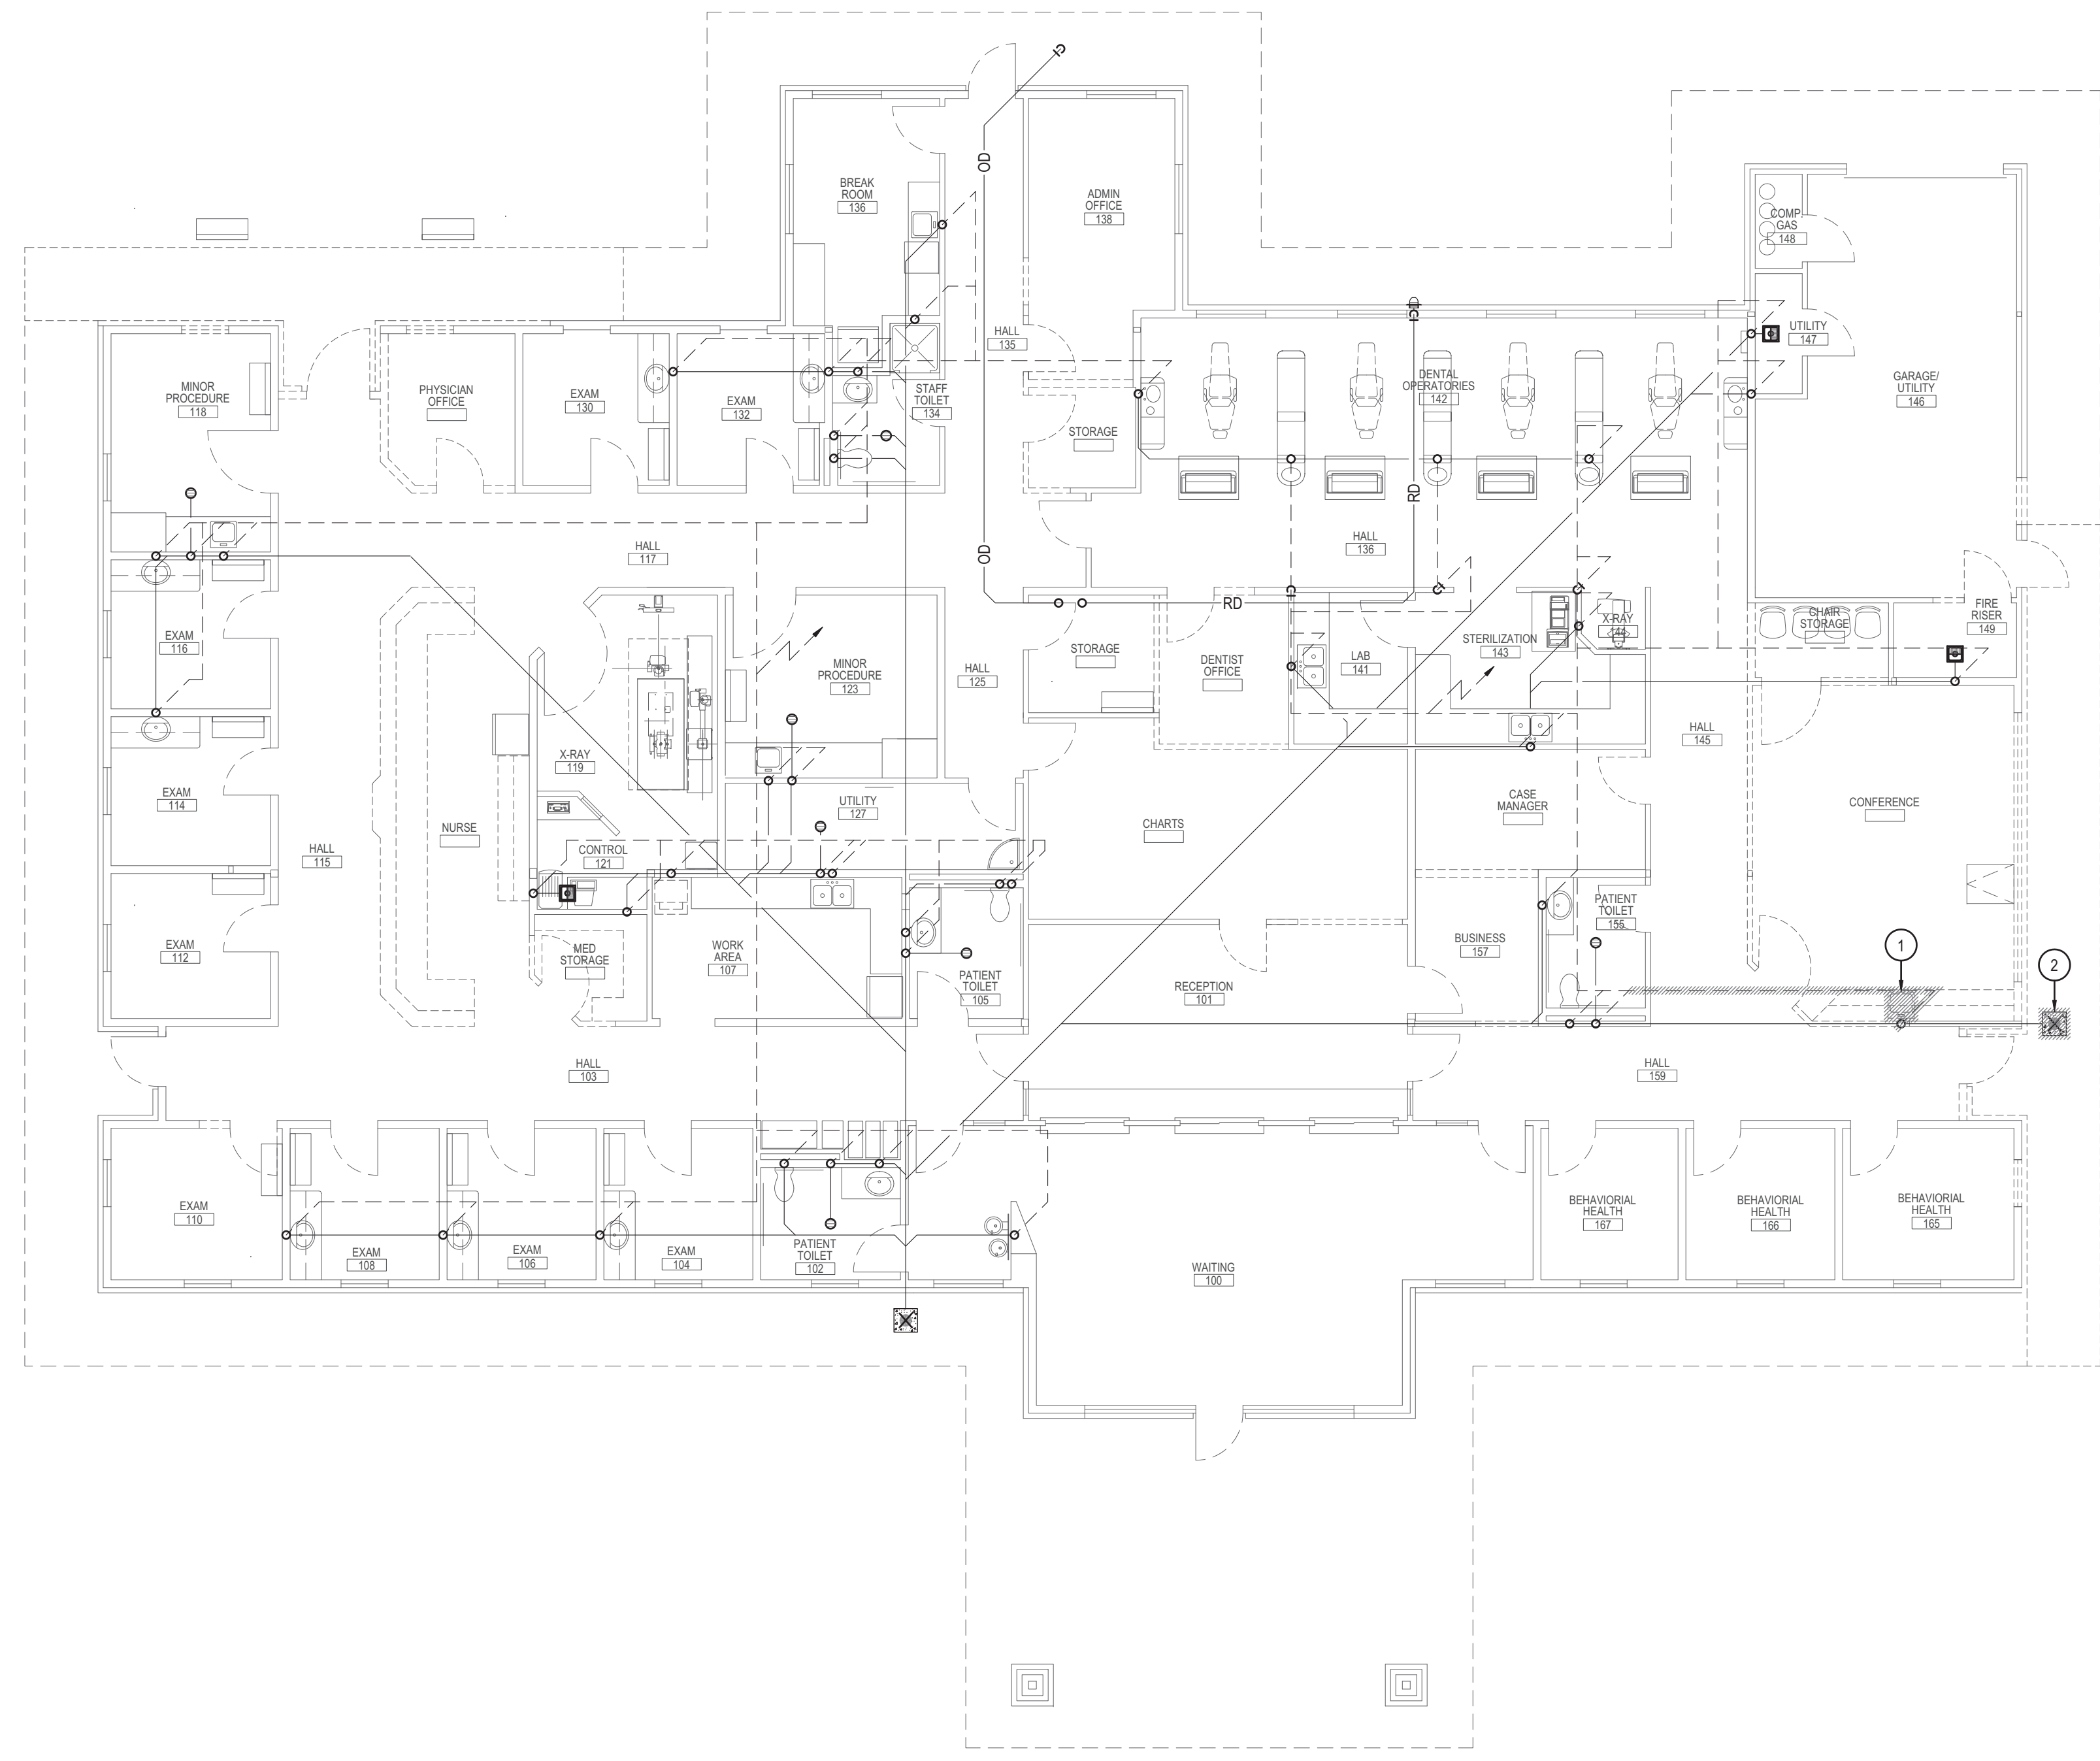 OD
BREAK
ROOM
136
ADMIN
OFFICE
138
COMP.
GAS
148
HALL
135
UTILITY
147
MINOR
PROCEDURE
118
PHYSICIAN
OFFICE
EXAM
130
EXAM
132
STAFF
TOILET
134
DENTAL
OPERATORIES
142
GARAGE/
UTILITY
146
STORAGE
RD
HALL
117
OD
HALL
136
RD
EXAM
116
MINOR
PROCEDURE
123
HALL
125
STORAGE
DENTIST
OFFICE
LAB
141
STERILIZATION
143
X-RAY
144
CHAIR
STORAGE
FIRE
RISER
149
HALL
145
X-RAY
119
EXAM
114
NURSE
UTILITY
127
CHARTS
CASE
MANAGER
CONFERENCE
HALL
115
CONTROL
121
EXAM
112
MED
STORAGE
WORK
AREA
107
PATIENT
TOILET
105
RECEPTION
101
BUSINESS
157
PATIENT
TOILET
155
1
2
HALL
103
HALL
159
EXAM
110
EXAM
108
EXAM
106
EXAM
104
PATIENT
TOILET
102
WAITING
100
BEHAVIORIAL
HEALTH
167
BEHAVIORIAL
HEALTH
166
BEHAVIORIAL
HEALTH
165